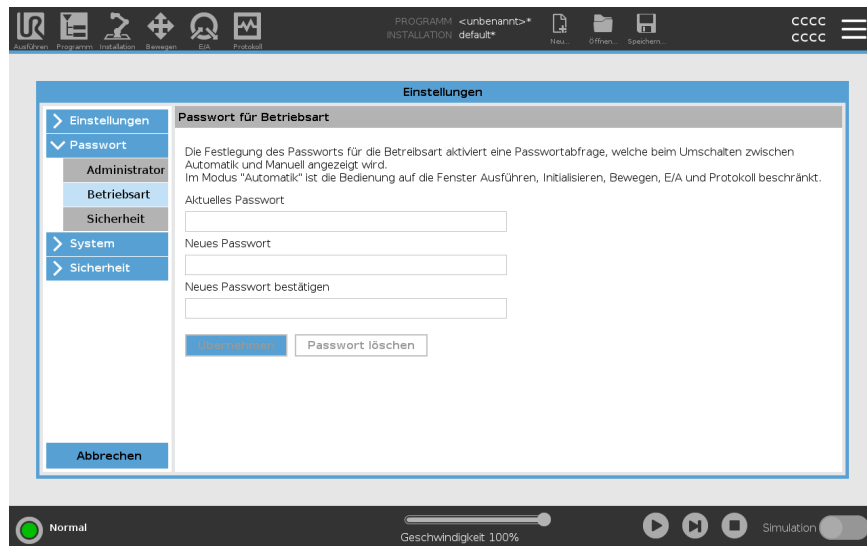 PROGRAMM <unbenannt>*
INSTALLATION default*
Ausführen Programm Installation Bewegen E/A Protokoll
Neu... Öffnen... Speichern...
cccc
cccc
Einstellungen
Einstellungen
Passwort
Administrator
Betriebsart
Sicherheit
System
Sicherheit
Abbrechen
Passwort für Betriebsart
Die Festlegung des Passworts für die Betreibsart aktiviert eine Passwortabfrage, welche beim Umschalten zwischen
Automatik und Manuell angezeigt wird.
Im Modus "Automatik" ist die Bedienung auf die Fenster Ausführen, Initialisieren, Bewegen, E/A und Protokoll beschränkt.
Aktuelles Passwort
Neues Passwort
Neues Passwort bestätigen
Übernehmen Passwort löschen
Normal
Geschwindigkeit 100%
Simulation